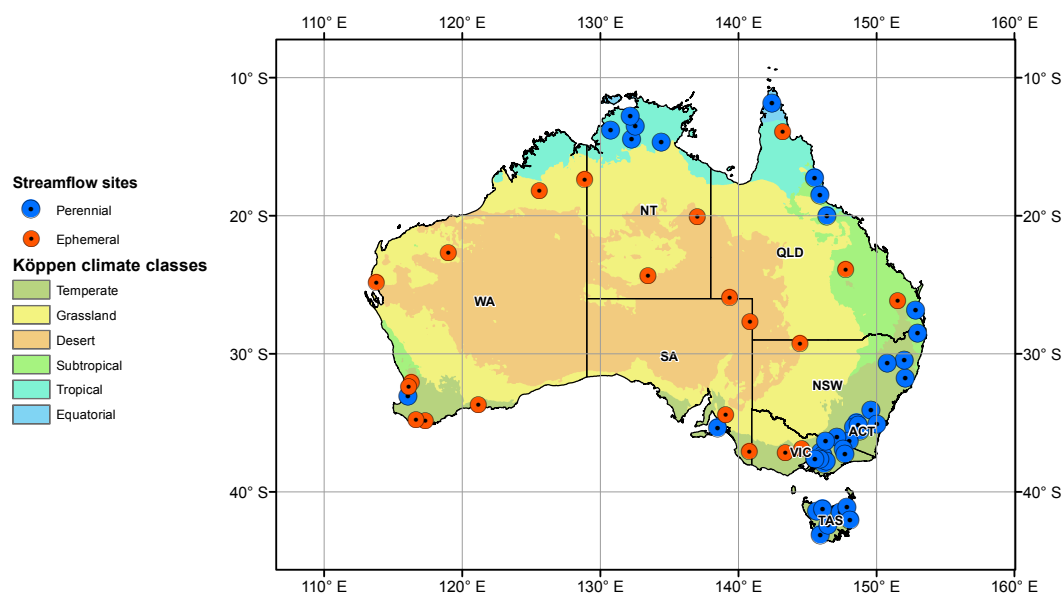 110° E 120° E 130° E 140° E 150° E 160° E
10° S 10° S
Streamflow sites
Perennial
Ephemeral
Köppen climate classes
Temperate
Grassland
Desert
Subtropical
Tropical
Equatorial
20° S 20° S
NT
QLD
WA
30° S 30° S
SA
NSW
ACT
VIC
40° S 40° S
TAS
110° E 120° E 130° E 140° E 150° E 160° E